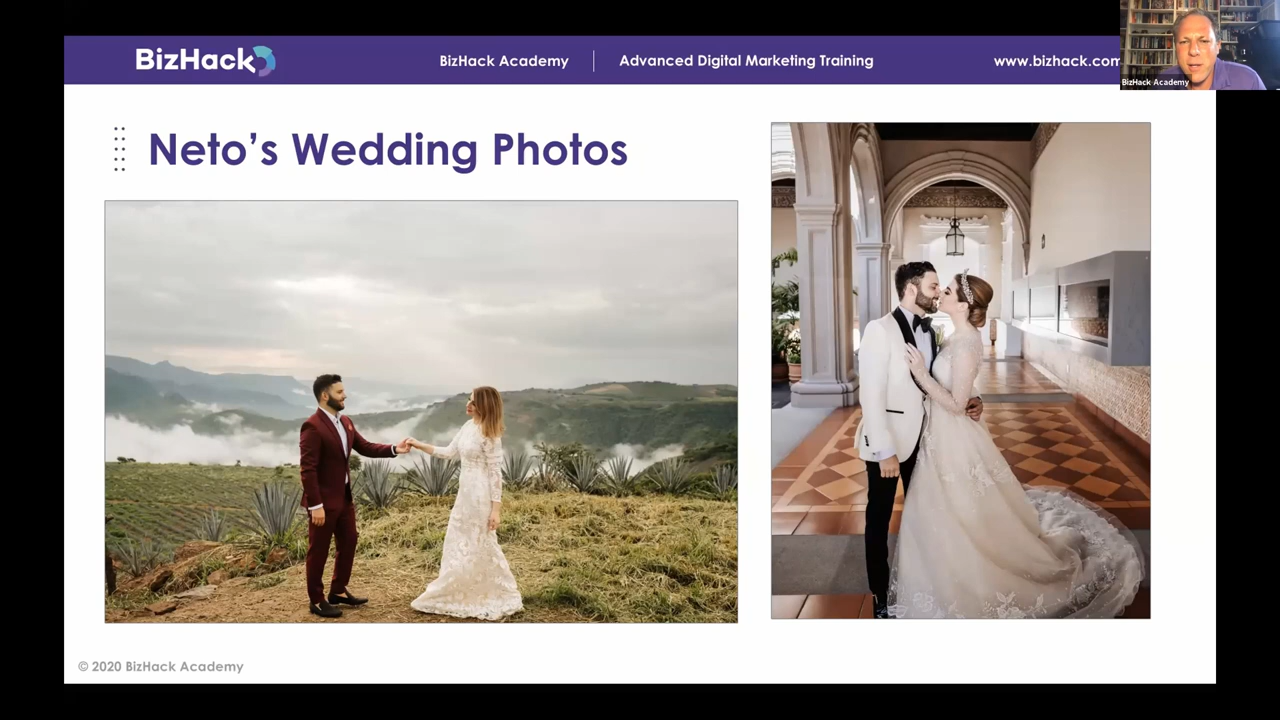 BizHack
BizHack Academy
Advanced Digital Marketing Training
www.bizhack.com
BizHack Academy
Neto’s Wedding Photos
© 2020 BizHack Academy